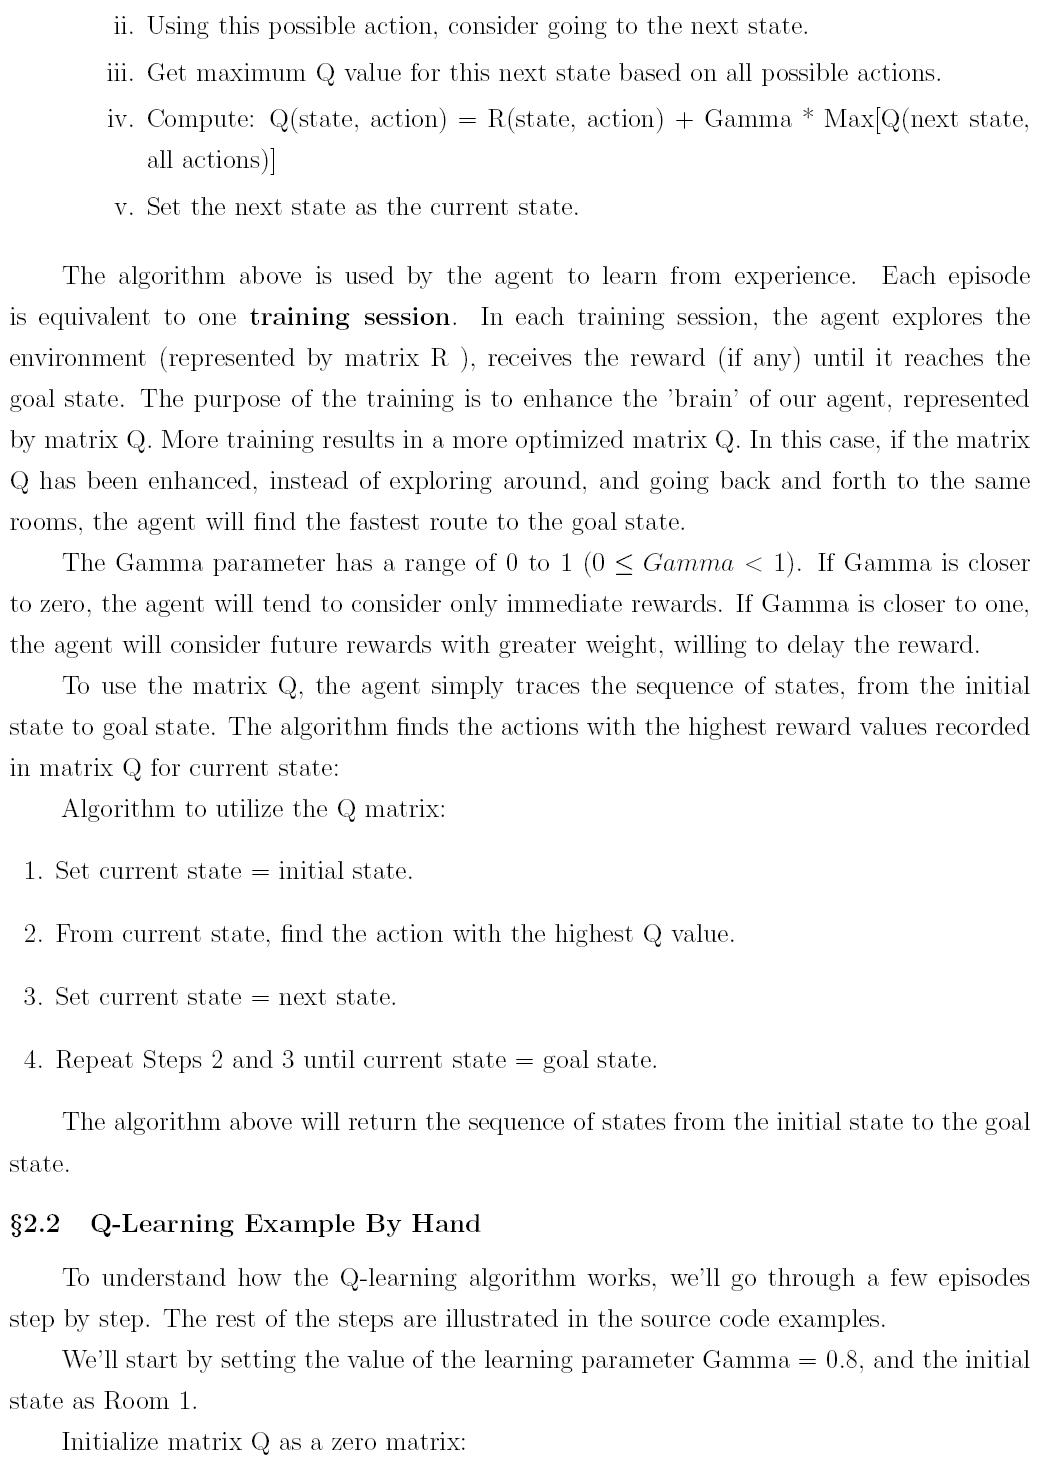 ii. Using this possible action, consider going to the next state.
iii. Get maximum Q value for this next state based on all possible actions.
iv. Compute: Q(state, action) = R(state, action) + Gamma * Max[Q(next state,
all actions)]
v. Set the next state as the current state.
The algorithm above is used by the agent to learn from experience. Each episode
is equivalent to one training session. In each training session, the agent explores the
environment (represented by matrix R ), receives the reward (if any) until it reaches the
goal state. The purpose of the training is to enhance the 'brain' of our agent, represented
by matrix Q. More training results in a more optimized matrix Q. In this case, if the matrix
Q has been enhanced, instead of exploring around, and going back and forth to the same
rooms, the agent will find the fastest route to the goal state.
The Gamma parameter has a range of 0 to 1 (0 ≤ Gamma < 1). If Gamma is closer
to zero, the agent will tend to consider only immediate rewards. If Gamma is closer to one,
the agent will consider future rewards with greater weight, willing to delay the reward.
To use the matrix Q, the agent simply traces the sequence of states, from the initial
state to goal state. The algorithm finds the actions with the highest reward values recorded
in matrix Q for current state:
Algorithm to utilize the Q matrix:
1. Set current state = initial state.
2. From current state, find the action with the highest Q value.
3. Set current state = next state.
4. Repeat Steps 2 and 3 until current state = goal state.
The algorithm above will return the sequence of states from the initial state to the goal
state.
§2.2 Q-Learning Example By Hand
To understand how the Q-learning algorithm works, we'll go through a few episodes
step by step. The rest of the steps are illustrated in the source code examples.
We'll start by setting the value of the learning parameter Gamma = 0.8, and the initial
state as Room 1.
Initialize matrix Q as a zero matrix: